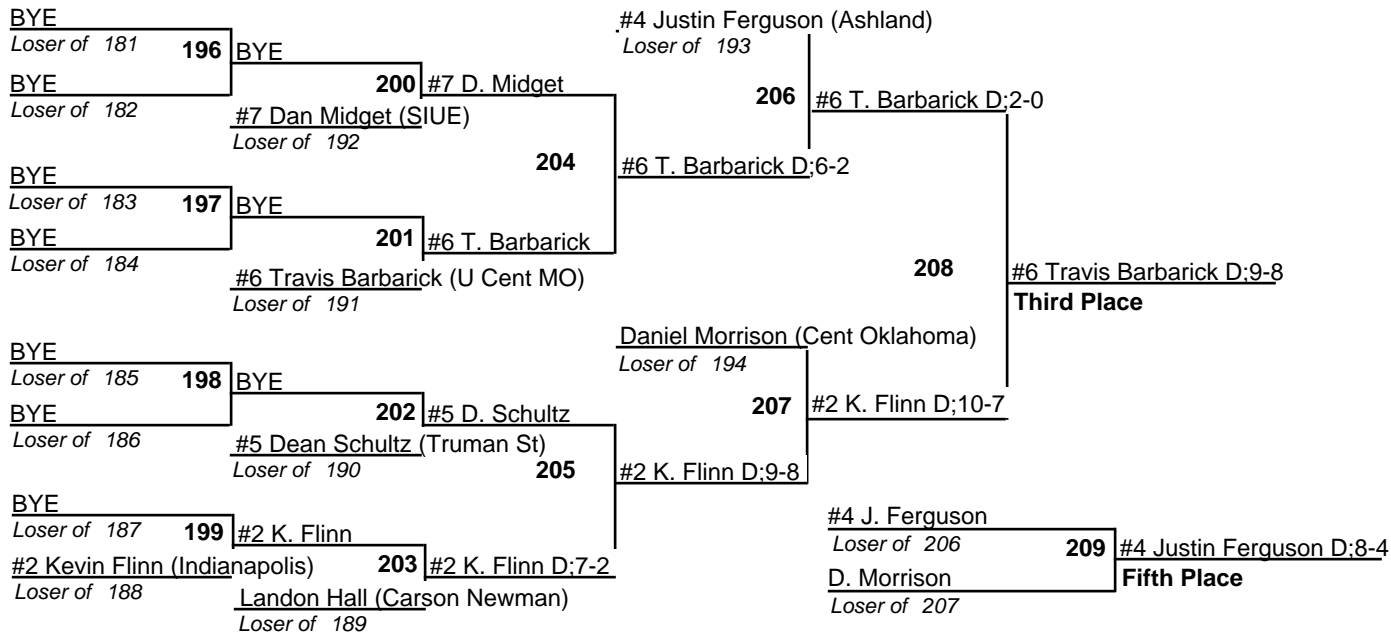 BYE
Loser of 181
196
BYE
BYE
Loser of 182
200
#7 D. Midget
#7 Dan Midget (SIUE)
Loser of 192
204
BYE
Loser of 183
197
BYE
BYE
Loser of 184
201
#6 T. Barbarick
#6 Travis Barbarick (U Cent MO)
Loser of 191
#4 Justin Ferguson (Ashland)
Loser of 193
206
#6 T. Barbarick D;2-0
#6 T. Barbarick D;6-2
208
#6 Travis Barbarick D;9-8
Third Place
BYE
Loser of 185
198
BYE
BYE
Loser of 186
202
#5 D. Schultz
#5 Dean Schultz (Truman St)
Loser of 190
205
BYE
Loser of 187
199
#2 K. Flinn
#2 Kevin Flinn (Indianapolis)
Loser of 188
203
#2 K. Flinn D;7-2
Landon Hall (Carson Newman)
Loser of 189
Daniel Morrison (Cent Oklahoma)
Loser of 194
207
#2 K. Flinn D;10-7
#2 K. Flinn D;9-8
#4 J. Ferguson
Loser of 206
209
#4 Justin Ferguson D;8-4
D. Morrison
Fifth Place
Loser of 207